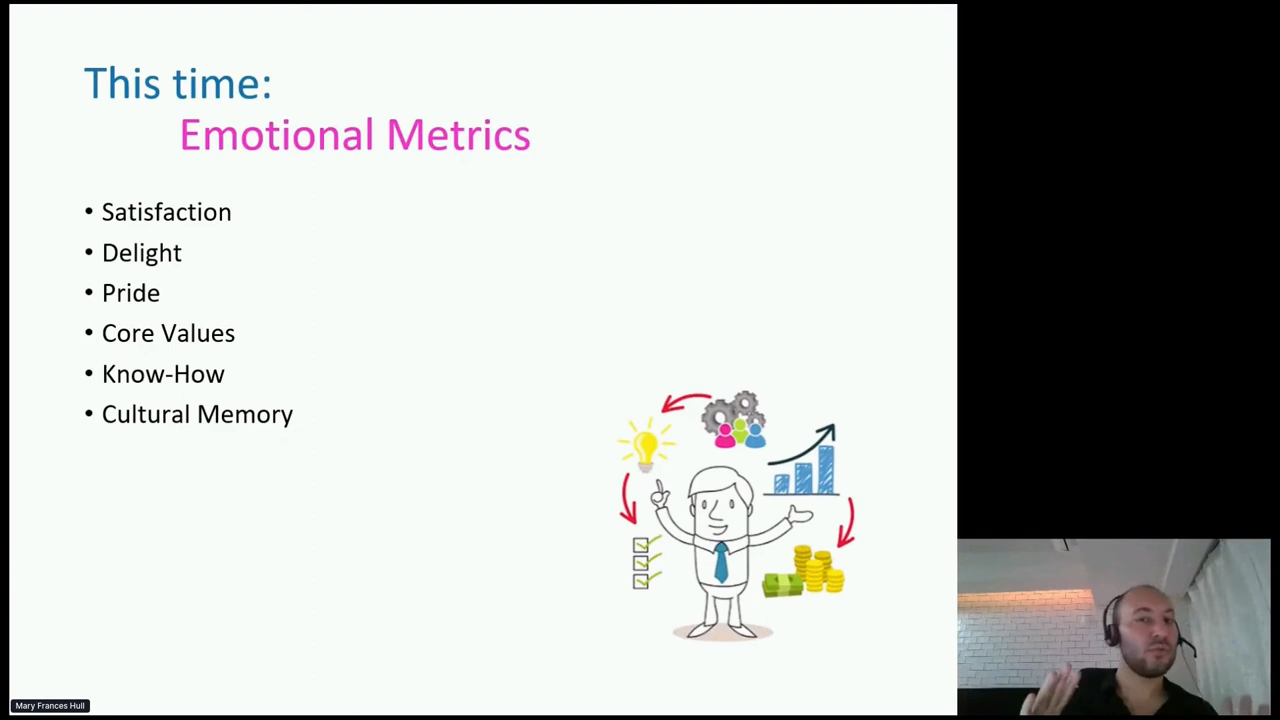 This time:
Emotional Metrics
• Satisfaction
• Delight
• Pride
• Core Values
• Know-How
• Cultural Memory
Mary Frances Hull